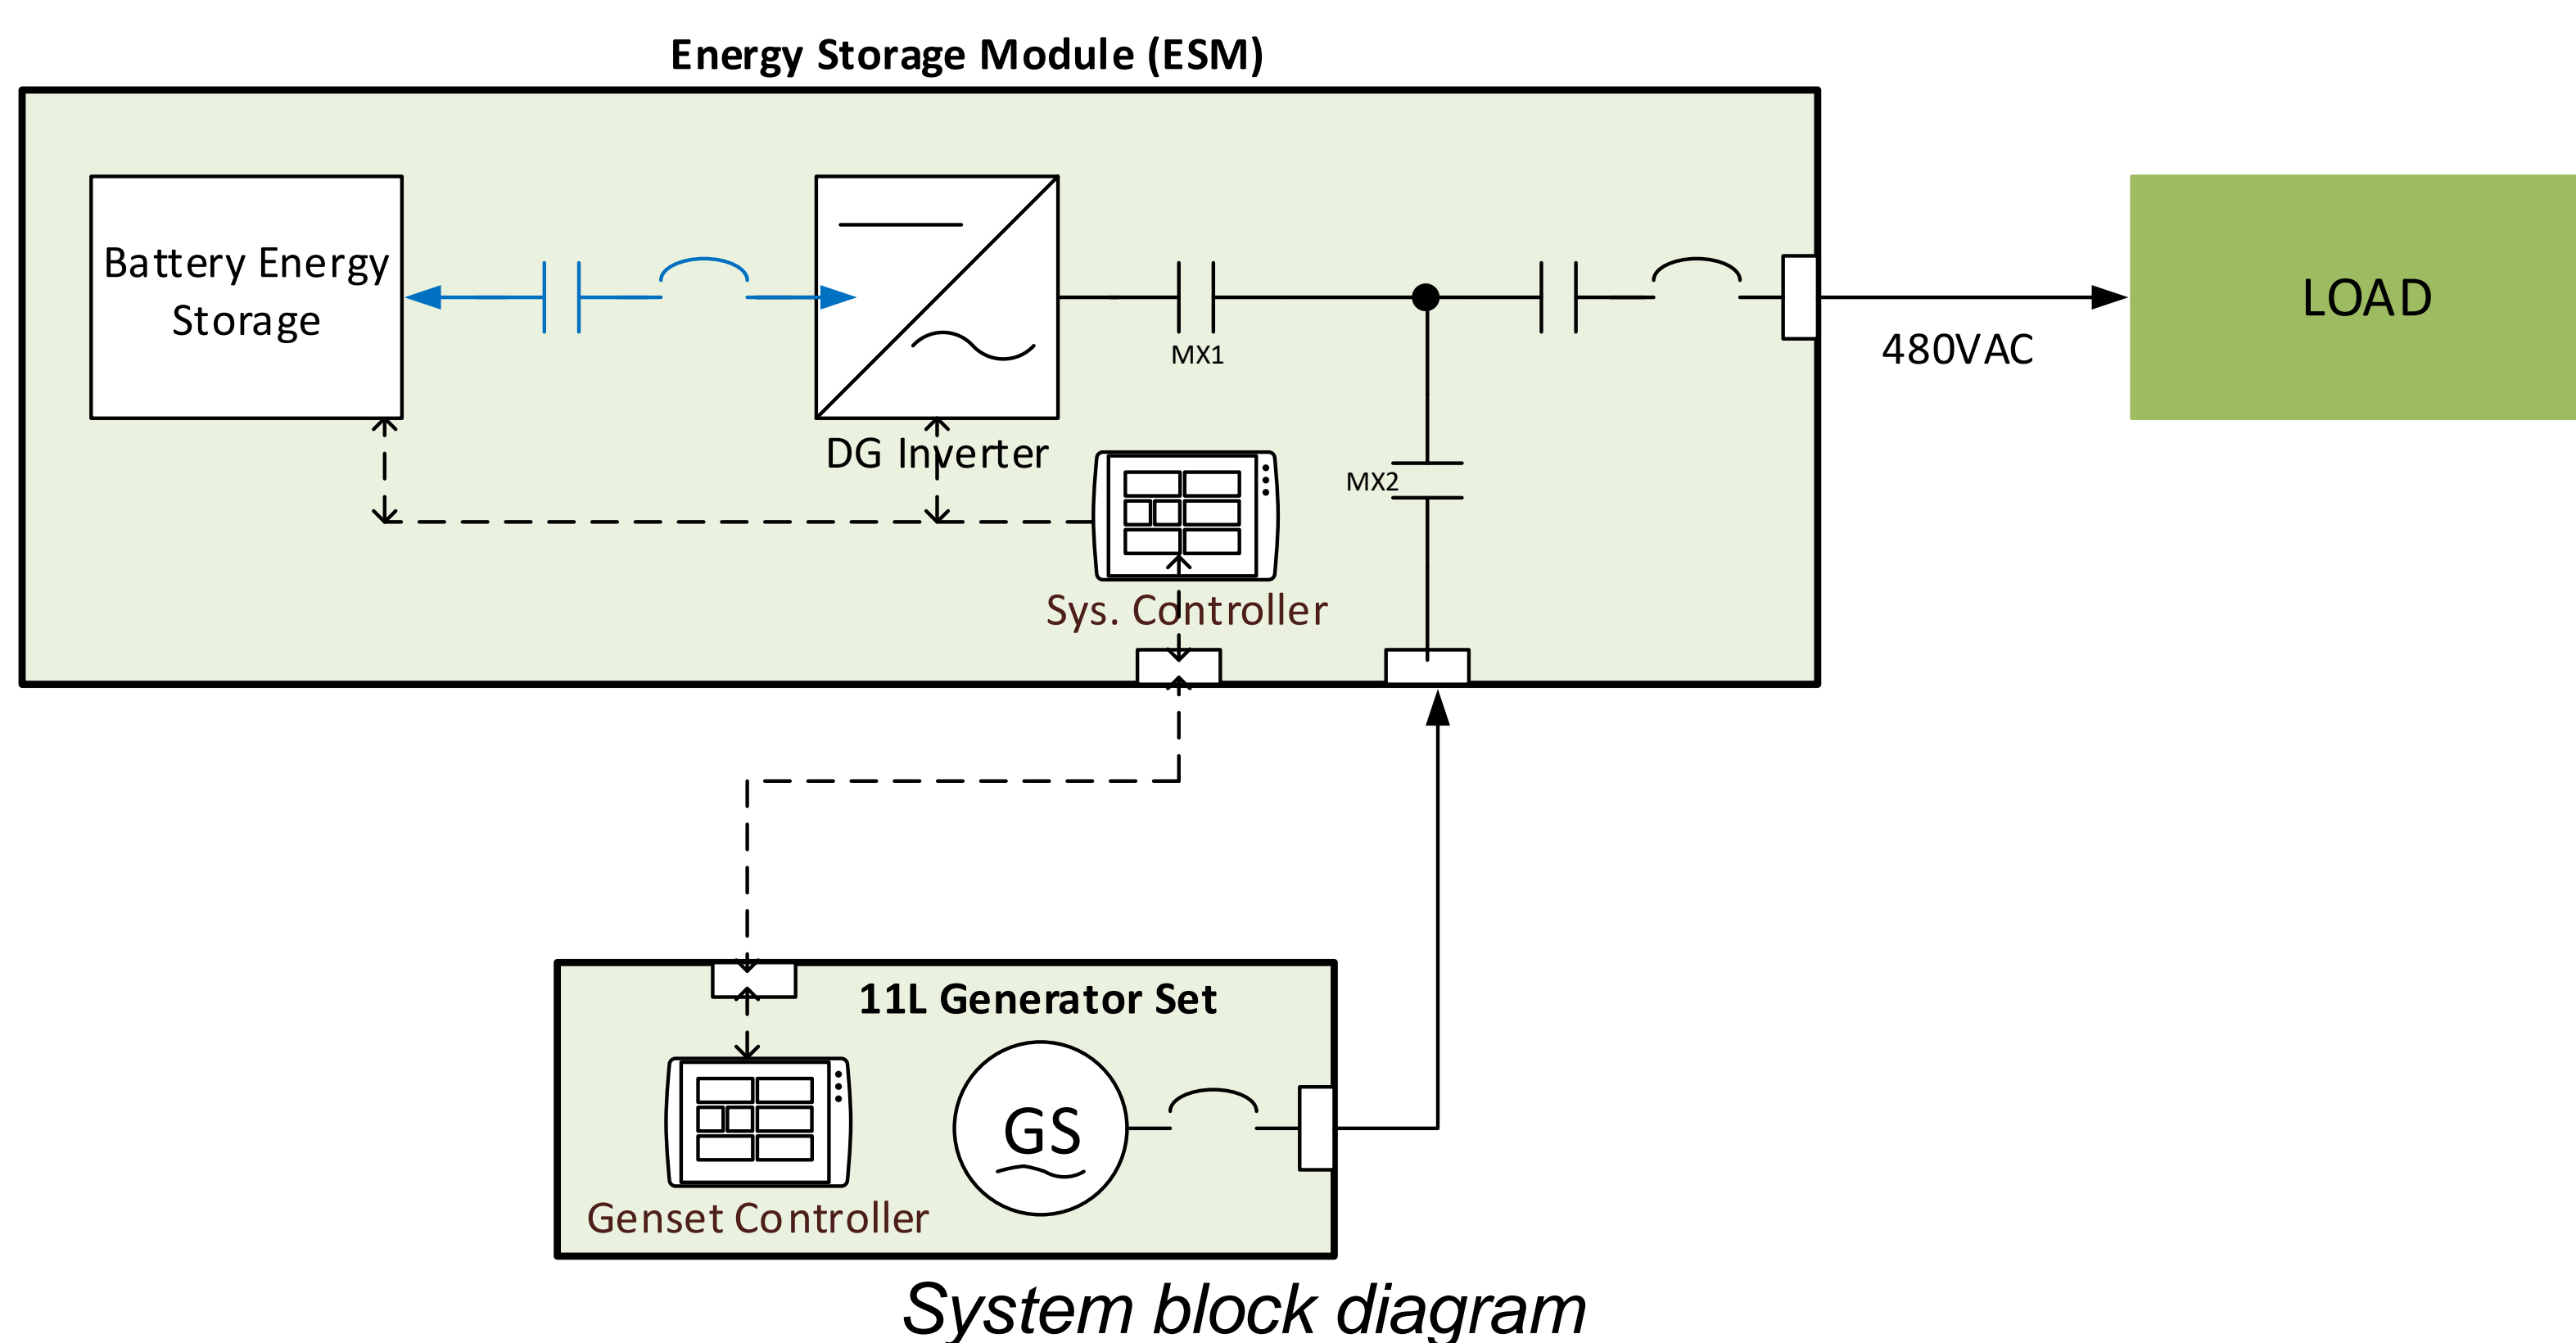 Energy Storage Module (ESM)
Battery Energy
Storage
DG Inverter
MX1
MX2
Sys. Controller
480VAC
LOAD
11L Generator Set
GS
Genset Controller
System block diagram